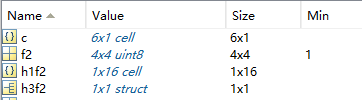 Name Value Size Min
c 6x1 cell 6x1
f2 4x4 uint8 4x4 1
h1f2 1x16 cell 1x16
h3f2 1x1 struct 1x1